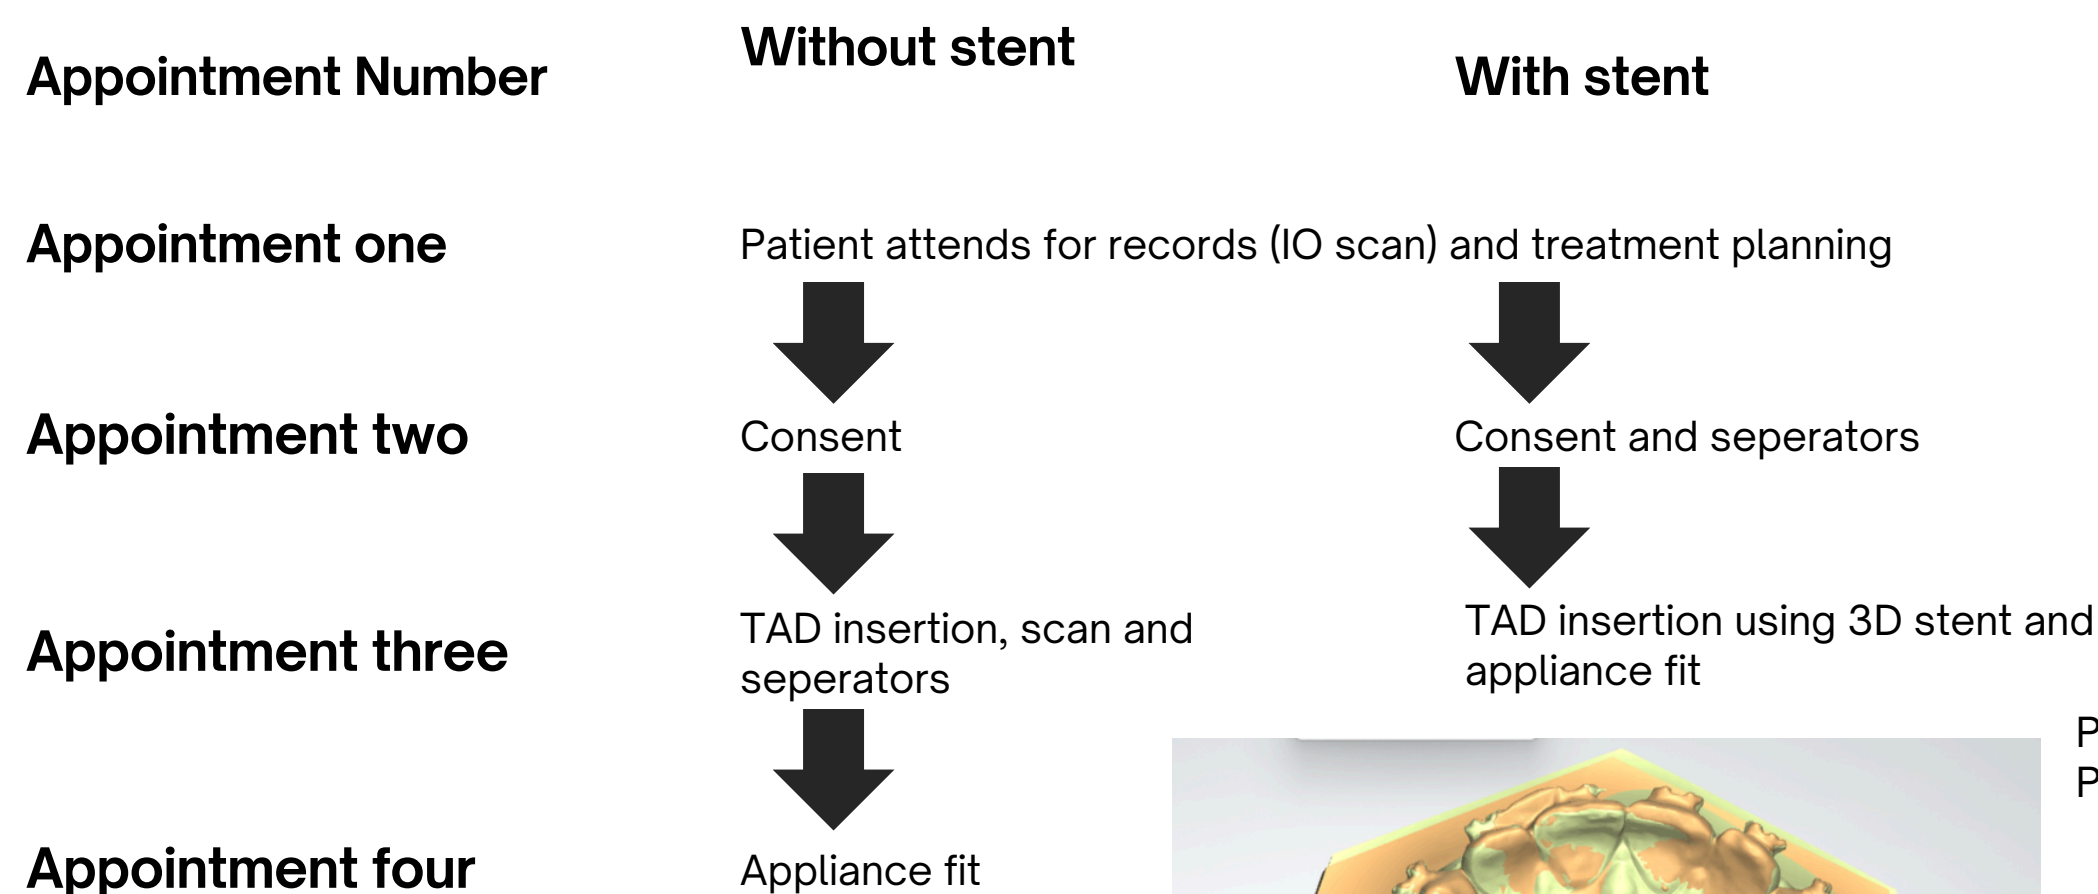 Appointment Number
Without stent
With stent
Appointment one
Patient attends for records (IO scan) and treatment planning
Appointment two
Consent
Consent and seperators
Appointment three
TAD insertion, scan and
seperators
TAD insertion using 3D stent and
appliance fit
P
P
Appointment four
Appliance fit